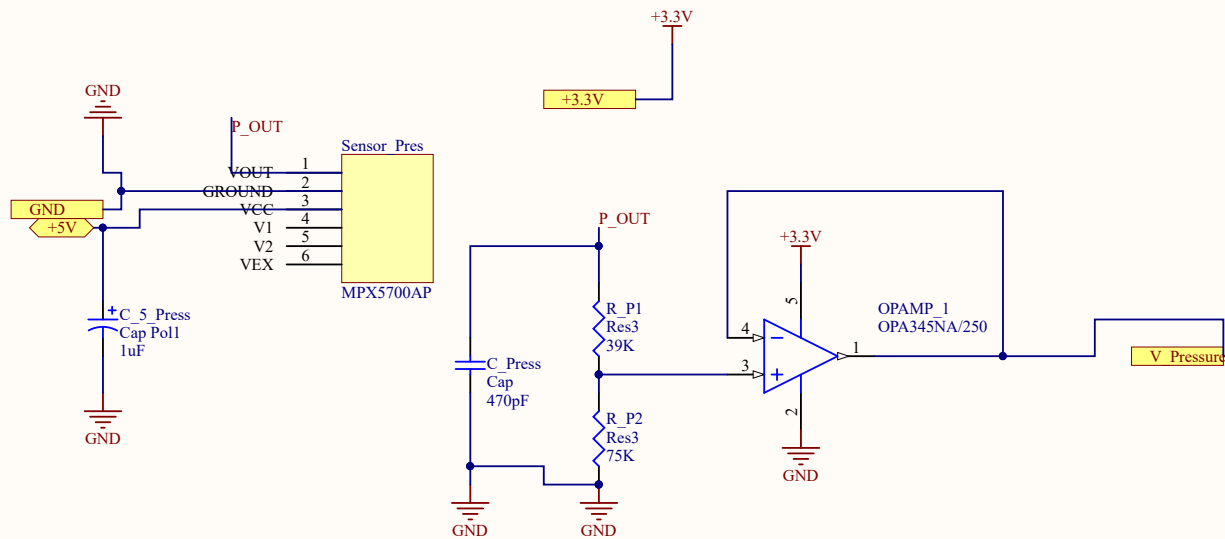 +3.3V
+3.3V
GND
P_OUT
Sensor_Pres
VOUT 1
GROUND 2
VCC 3
V1 4
V2 5
VEX 6
MPX5700AP
GND
+5V
C_5_Press
Cap Pol1
1uF
GND
P_OUT
R_P1
Res3
39K
C_Press
Cap
470pF
R_P2
Res3
75K
GND
GND
+3.3V
5
OPAMP_1
OPA345NA/250
4
3
1
2
GND
V_Pressure